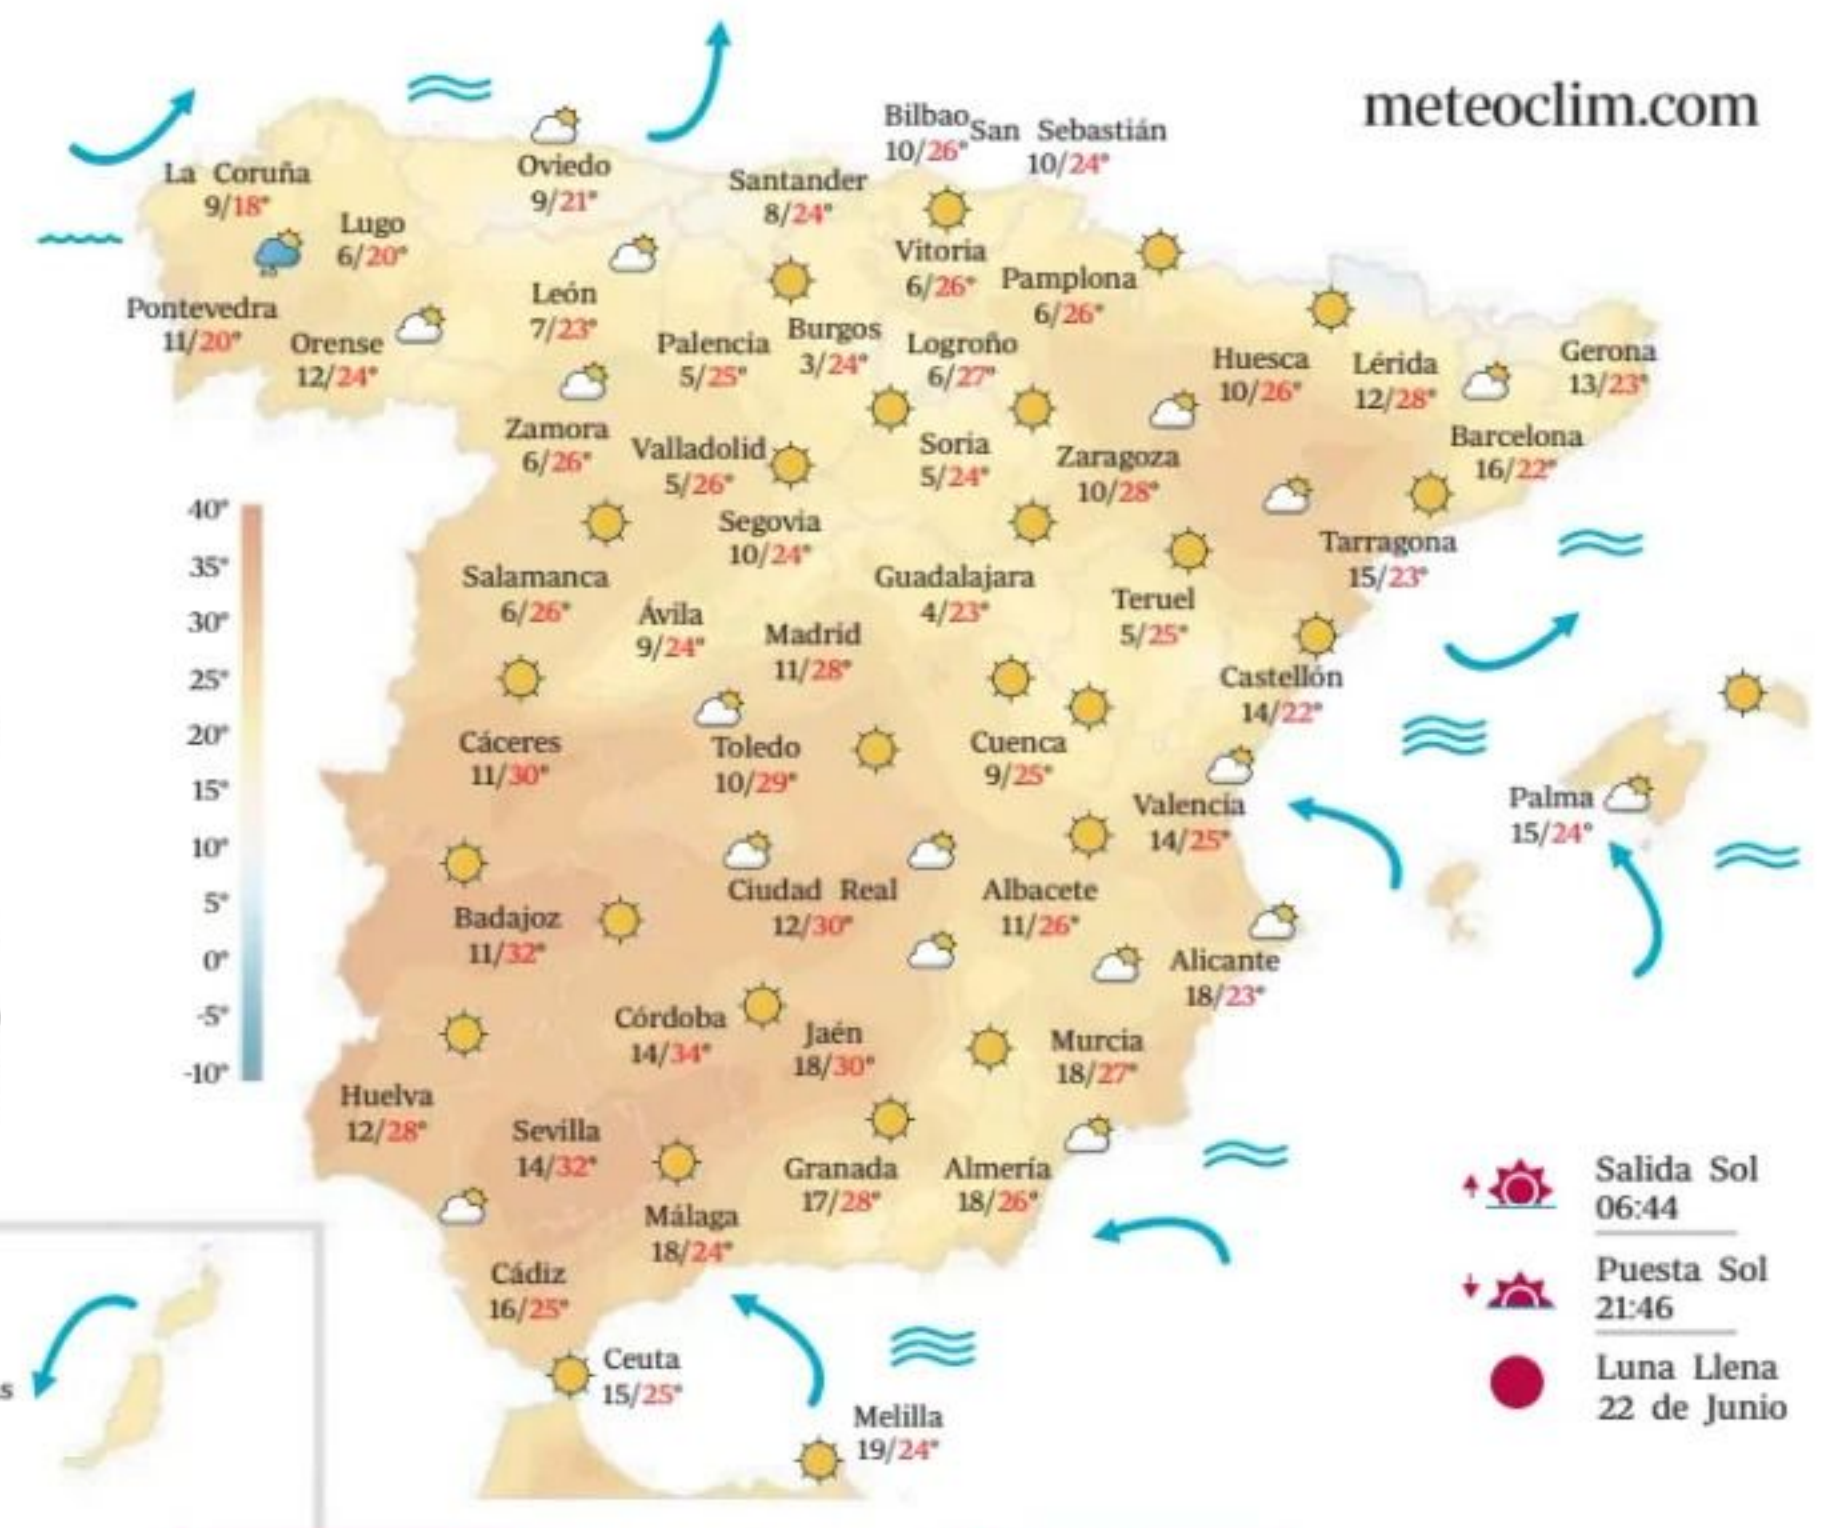 meteoclim.com
Bilbao
10/26°
San Sebastián
10/24°
La Coruña
9/18°
Oviedo
9/21°
Santander
8/24°
Lugo
6/20°
Vitoria
6/26°
Pamplona
6/26°
Pontevedra
11/20°
León
7/23°
Orense
12/24°
Palencia
5/25°
Burgos
3/24°
Logroño
6/27°
Huesca
10/26°
Lérida
12/28°
Gerona
13/23°
Zamora
6/26°
Valladolid
5/26°
Soria
5/24°
Zaragoza
10/28°
Barcelona
16/22°
Segovia
10/24°
Tarragona
15/23°
Salamanca
6/26°
Ávila
9/24°
Madrid
11/28°
Guadalajara
4/23°
Teruel
5/25°
Castellón
14/22°
Cáceres
11/30°
Toledo
10/29°
Cuenca
9/25°
Valencia
14/25°
Palma
15/24°
Badajoz
11/32°
Ciudad Real
12/30°
Albacete
11/26°
Alicante
18/23°
Córdoba
14/34°
Jaén
18/30°
Murcia
18/27°
Huelva
12/28°
Sevilla
14/32°
Granada
17/28°
Almería
18/26°
Málaga
18/24°
Cádiz
16/25°
Ceuta
15/25°
Melilla
19/24°
40°
35°
30°
25°
20°
15°
10°
5°
0°
-5°
-10°
Salida Sol
06:44
Puesta Sol
21:46
Luna Llena
22 de Junio